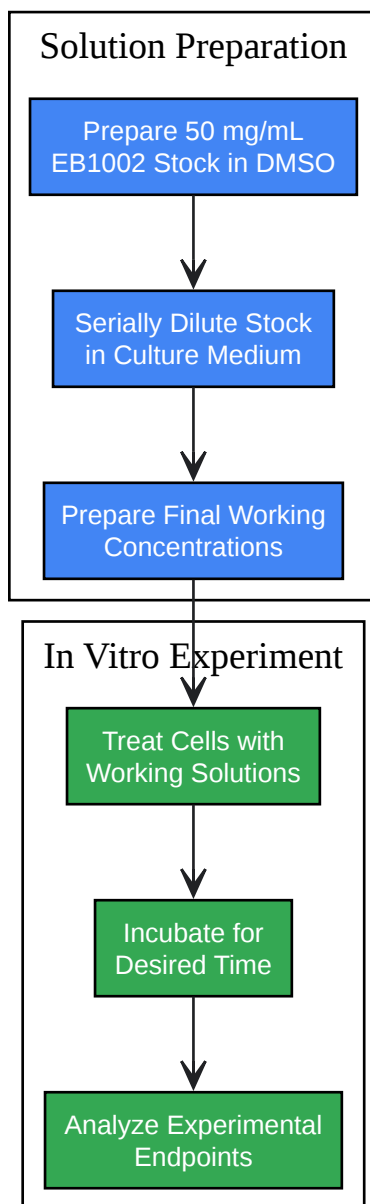 Solution Preparation
Prepare 50 mg/mL
EB1002 Stock in DMSO
Serially Dilute Stock
in Culture Medium
Prepare Final Working
Concentrations
In Vitro Experiment
Treat Cells with
Working Solutions
Incubate for
Desired Time
Analyze Experimental
Endpoints